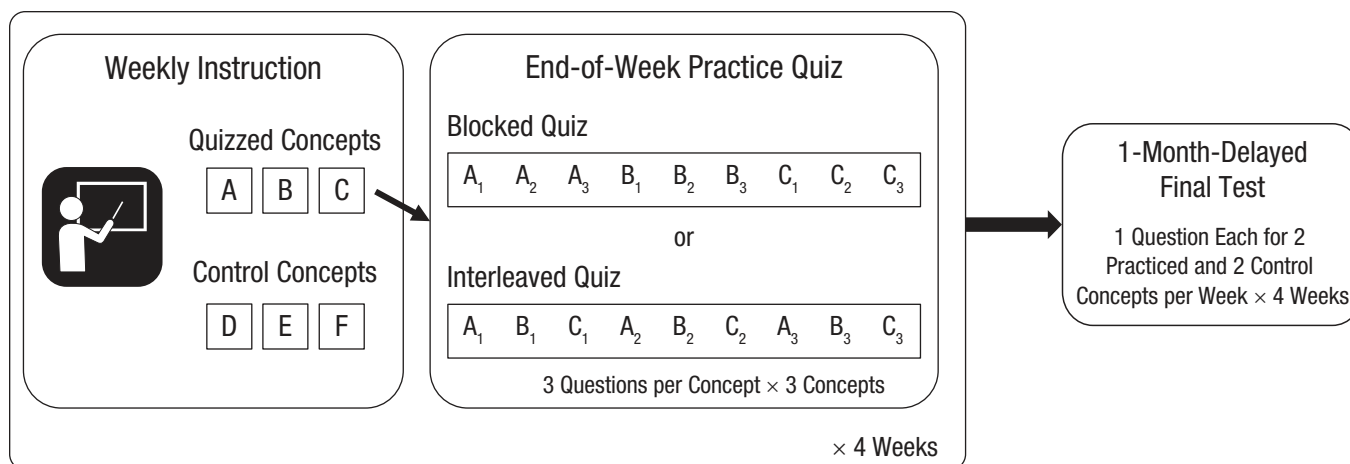 Weekly Instruction
Quizzed Concepts
A B C
Control Concepts
D E F
End-of-Week Practice Quiz
Blocked Quiz
A₁ A₂ A₃ B₁ B₂ B₃ C₁ C₂ C₃
or
Interleaved Quiz
A₁ B₁ C₁ A₂ B₂ C₂ A₃ B₃ C₃
3 Questions per Concept × 3 Concepts
× 4 Weeks
1-Month-Delayed
Final Test
1 Question Each for 2
Practiced and 2 Control
Concepts per Week × 4 Weeks